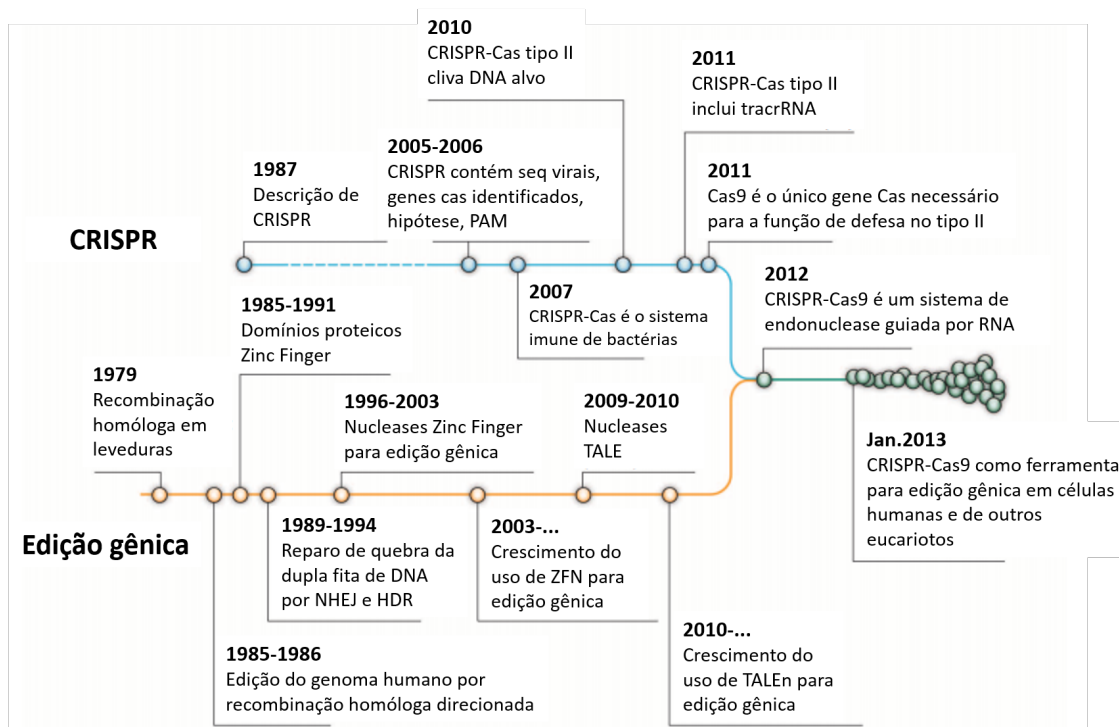 2010
CRISPR-Cas tipo II
cliva DNA alvo
2011
CRISPR-Cas tipo II
inclui tracrRNA
2005-2006
CRISPR contém seq virais,
genes cas identificados,
hipótese, PAM
1987
Descrição de
CRISPR
2011
Cas9 é o único gene Cas necessário
para a função de defesa no tipo II
CRISPR
2012
CRISPR-Cas9 é um sistema de
endonuclease guiada por RNA
2007
CRISPR-Cas é o sistema
imune de bactérias
1985-1991
Domínios proteicos
Zinc Finger
1979
Recombinação
homóloga em
leveduras
1996-2003
Nucleases Zinc Finger
para edição gênica
2009-2010
Nucleases
TALE
Jan.2013
CRISPR-Cas9 como ferramenta
para edição gênica em células
humanas e de outros
eucariotos
Edição gênica
1989-1994
Reparo de quebra da
dupla fita de DNA
por NHEJ e HDR
2003-...
Crescimento do
uso de ZFN para
edição gênica
2010-...
Crescimento do
uso de TALEn para
edição gênica
1985-1986
Edição do genoma humano por
recombinação homóloga direcionada